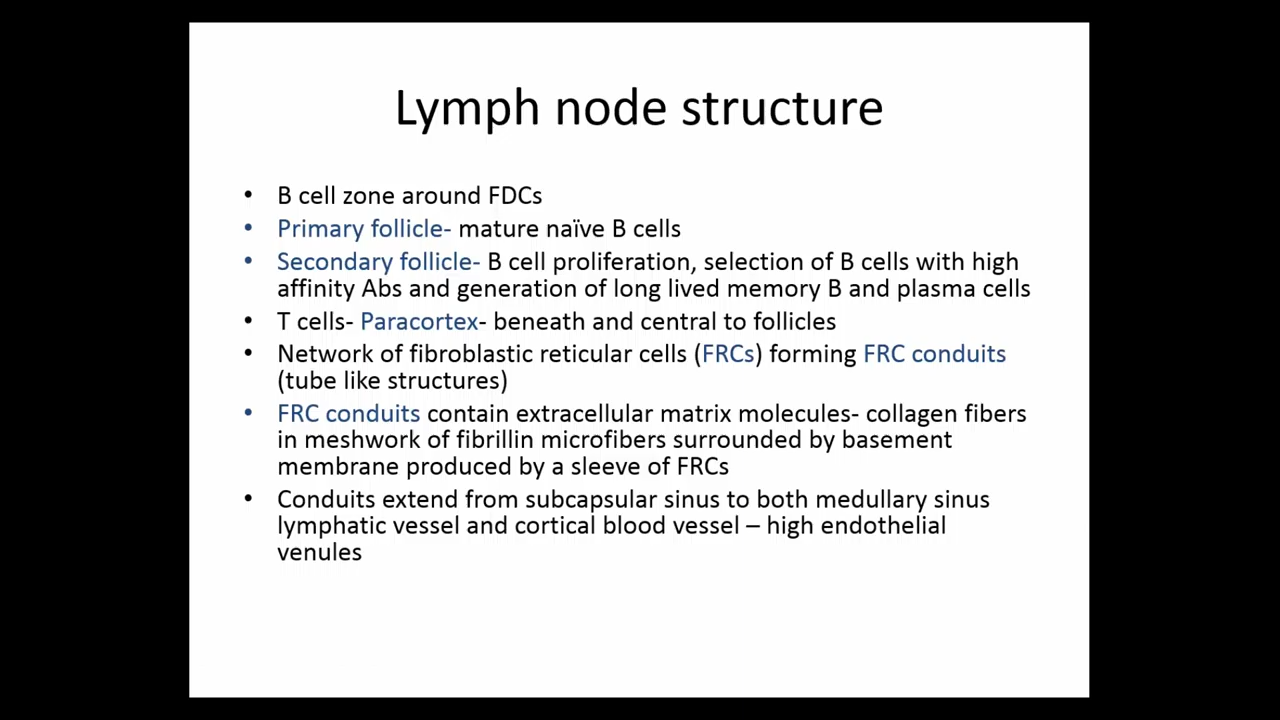 Lymph node structure
• B cell zone around FDCs
• Primary follicle- mature naïve B cells
• Secondary follicle- B cell proliferation, selection of B cells with high
affinity Abs and generation of long lived memory B and plasma cells
• T cells- Paracortex- beneath and central to follicles
• Network of fibroblastic reticular cells (FRCs) forming FRC conduits
(tube like structures)
• FRC conduits contain extracellular matrix molecules- collagen fibers
in meshwork of fibrillin microfibers surrounded by basement
membrane produced by a sleeve of FRCs
• Conduits extend from subcapsular sinus to both medullary sinus
lymphatic vessel and cortical blood vessel – high endothelial
venules